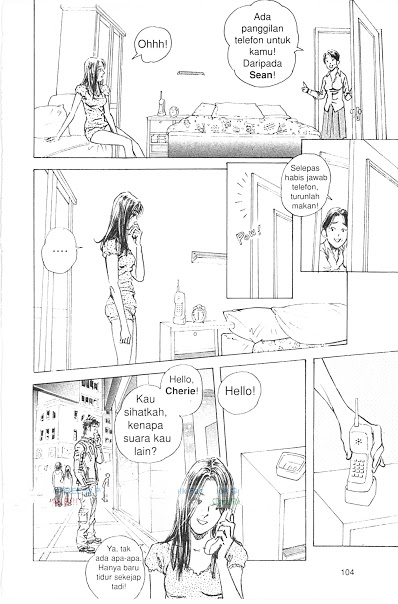 Ohhh!
Ada
panggilan
telefon untuk
kamu!
Daripada
Sean!
Selepas
habis jawab
telefon,
turunlah
makan!
....
Hello,
Cherie!
Hello!
Kau
sihatkah,
kenapa
suara kau
lain?
Ya, tak
ada apa-apa.
Hanya baru
tidur sekejap
tadi!
104